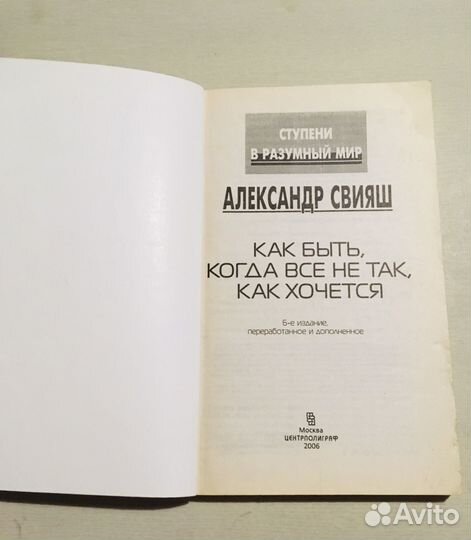 СТУПЕНИ
В РАЗУМНЫЙ МИР
АЛЕКСАНДР СВИЯШ
КАК БЫТЬ,
КОГДА ВСЕ НЕ ТАК,
КАК ХОЧЕТСЯ
6-е издание,
переработанное и дополненное
Москва
ЦЕНТРПОЛИГРАФ
2006
Avito